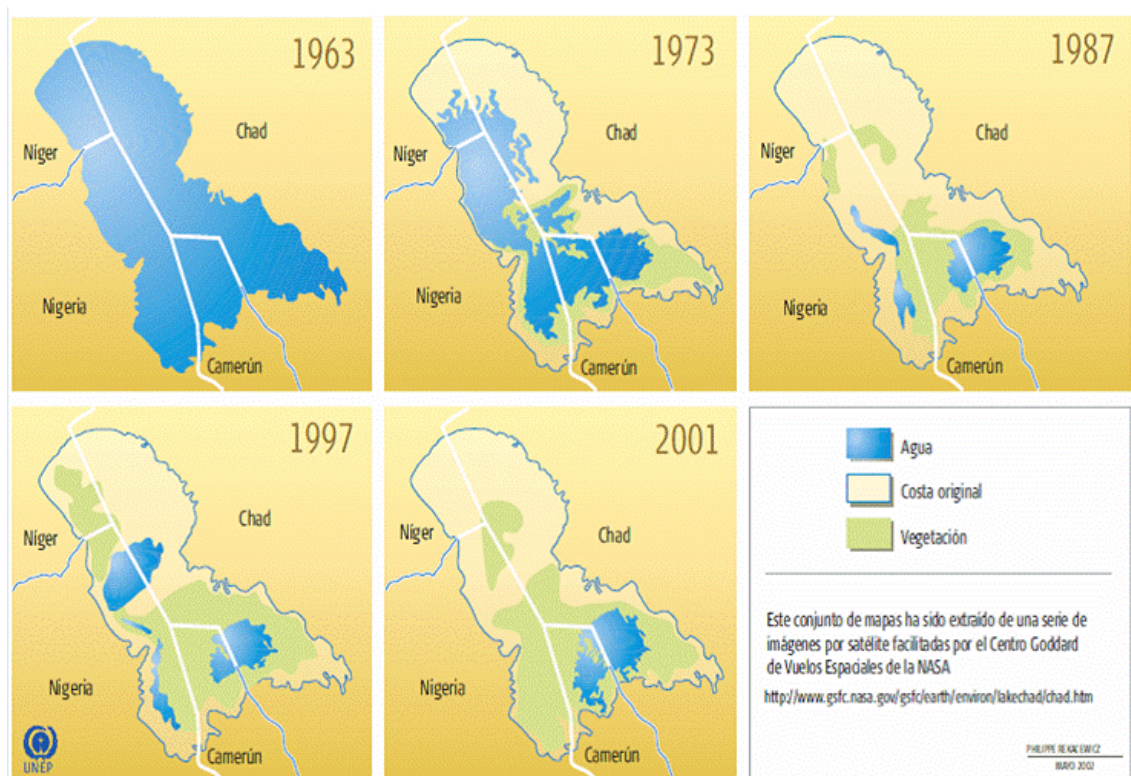 1963
Chad
Níger
Nigeria
Camerún
1973
Chad
Níger
Nigeria
Camerún
1987
Chad
Níger
Nigeria
Camerún
1997
Chad
Níger
Nigeria
Camerún
UNEP
2001
Chad
Níger
Nigeria
Camerún
Agua
Costa original
Vegetación
Este conjunto de mapas ha sido extraído de una serie de
imágenes por satélite facilitadas por el Centro Goddard
de Vuelos Espaciales de la NASA
http://www.gsfc.nasa.gov/gsfc/earth/environ/lakechad/chad.htm
PHILIPPE REKACEWICZ
MAYO 2002